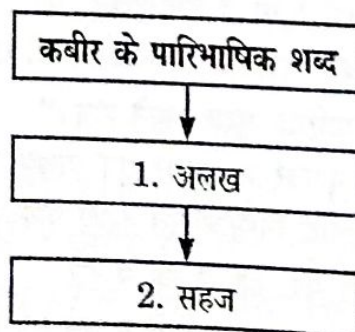 कबीर के पारिभाषिक शब्द
1. अलख
2. सहज